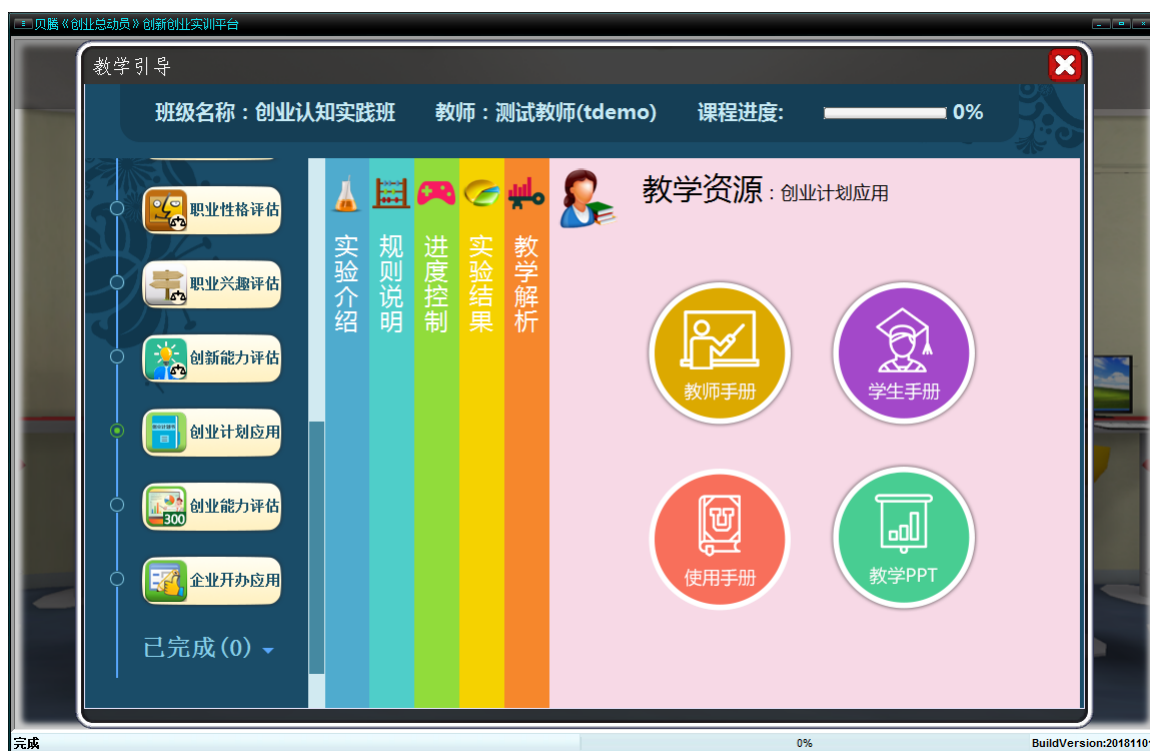 贝腾《创业总动员》创新创业实训平台
教学引导
班级名称：创业认知实践班 教师：测试教师(tdemo) 课程进度: 0%
职业性格评估
职业兴趣评估
创新能力评估
创业计划应用
300
创业能力评估
企业开办应用
已完成(0)
实验介绍
规则说明
进度控制
实验结果
教学解析
教学资源：创业计划应用
教师手册
学生手册
使用手册
教学PPT
完成 0% BuildVersion:2018110